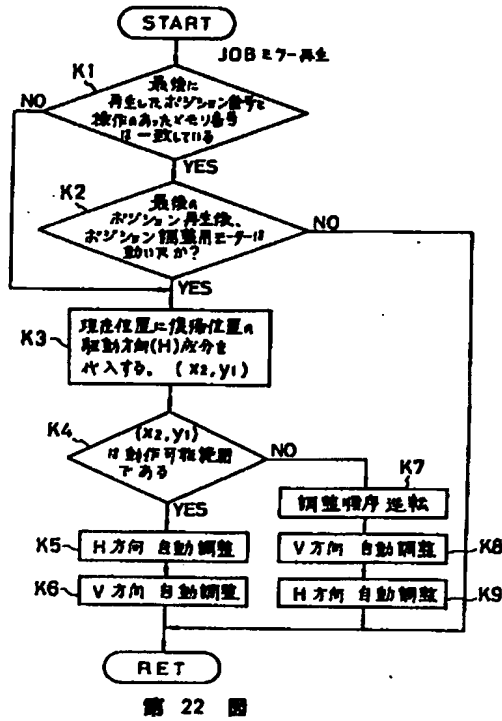 START
JOBミラー再生
K1
最後に
再生したポジション番号と
操作のあったメモリ番号
は一致している
NO
YES
K2
最後の
ポジション再生後、
ポジション調整用モーターは
動いたか?
NO
YES
K3
現在位置に復帰位置の
駆動方向(H)成分を
代入する。(x2,y1)
K4
(x2,y1)
は動作可能範囲
である
NO
YES
K7
調整順序逆転
K5
H方向 自動調整
V方向 自動調整
K8
K6
V方向 自動調整
H方向 自動調整
K9
RET
第 22 図